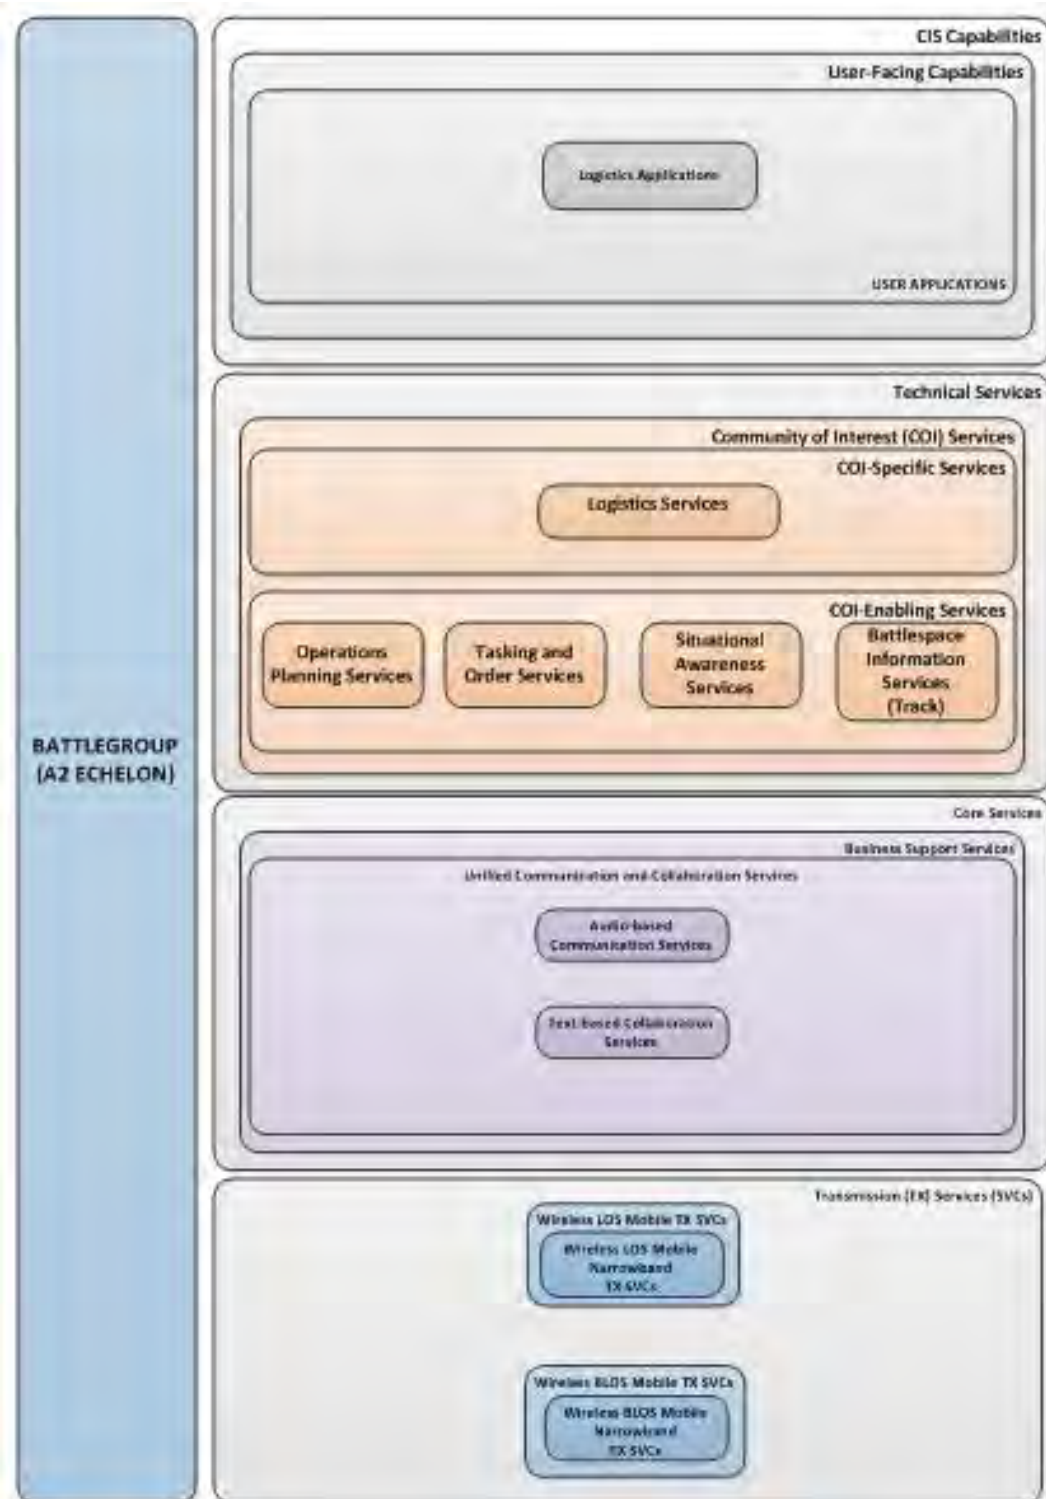 BATTLEGROUP
(A2 ECHELON)
CIS Capabilities
User-Facing Capabilities
Logistics Applications
USER APPLICATIONS
Technical Services
Community of Interest (COI) Services
COI-Specific Services
Logistics Services
COI-Enabling Services
Operations
Planning Services
Tasking and
Order Services
Situational
Awareness
Services
Battlespace
Information
Services
(Track)
Core Services
Business Support Services
Unified Communication and Collaboration Services
Audio-based
Communication Services
Text-based Collaboration
Services
Transmission (TX) Services (SVCs)
Wireless LOS Mobile TX SVCs
Wireless LOS Mobile
Narrowband
TX SVCs
Wireless BLOS Mobile TX SVCs
Wireless BLOS Mobile
Narrowband
TX SVCs